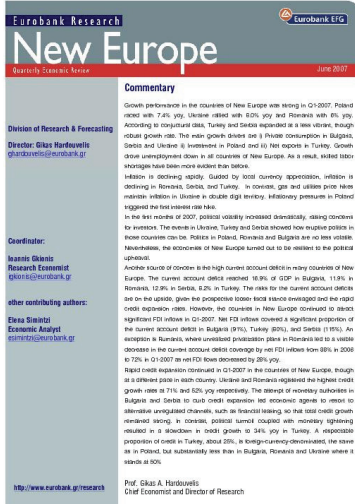 Eurobank Research
Eurobank EFG
New Europe
Quarterly Economic Review
June 2007
Division of Research & Forecasting
Director: Gikas Hardouvelis
ghardouvelis@eurobank.gr
Coordinator:
Ioannis Gkionis
Research Economist
igkionis@eurobank.gr
other contributing authors:
Elena Simintzi
Economic Analyst
esimintzi@eurobank.gr
http://www.eurobank.gr/research
Commentary
Growth performance in the countries of New Europe was strong in Q1-2007. Poland
raced with 7.4% yoy, Ukraine rallied with 8.0% yoy and Romania with 6% yoy.
According to conjunctural data, Turkey and Serbia expanded at a less vibrant, though
robust growth rate. The main growth drivers are i) Private consumption in Bulgaria,
Serbia and Ukraine ii) Investment in Poland and iii) Net exports in Turkey. Growth
drove unemployment down in all countries of New Europe. As a result, skilled labor
shortages have been more evident than before.
Inflation is declining rapidly. Guided by local currency appreciation, inflation is
declining in Romania, Serbia, and Turkey. In contrast, gas and utilities price hikes
maintain inflation in Ukraine in double digit territory. Inflationary pressures in Poland
triggered the first interest rate hike.
In the first months of 2007, political volatility increased dramatically, raising concerns
for investors. The events in Ukraine, Turkey and Serbia showed how eruptive politics in
those countries can be. Politics in Poland, Romania and Bulgaria are no less volatile.
Nevertheless, the economies of New Europe turned out to be resilient to the political
upheaval.
Another source of concern is the high current account deficit in many countries of New
Europe. The current account deficit reached 16.9% of GDP in Bulgaria, 11.9% in
Romania, 12.9% in Serbia, 8.2% in Turkey. The risks for the current account deficits
are on the upside, given the prospective looser fiscal stance envisaged and the rapid
credit expansion rates. However, the countries in New Europe continued to attract
significant FDI inflows in Q1-2007. Net FDI inflows covered a significant proportion of
the current account deficit in Bulgaria (91%), Turkey (80%), and Serbia (115%). An
exception is Romania, where unrealized privatization plans in Romania led to a visible
decrease in the current account deficit coverage by net FDI inflows from 88% in 2006
to 72% in Q1-2007 as net FDI flows decreased by 28% yoy.
Rapid credit expansion continued in Q1-2007 in the countries of New Europe, though
at a different pace in each country. Ukraine and Romania registered the highest credit
growth rates at 71% and 53% yoy respectively. The attempt of monetary authorities in
Bulgaria and Serbia to curb credit expansion led economic agents to resort to
alternative unregulated channels, such as financial leasing, so that total credit growth
remained strong. In contrast, political turmoil coupled with monetary tightening
resulted in a slowdown in credit growth to 34% yoy in Turkey. A respectable
proportion of credit in Turkey, about 25%, is foreign-currency-denominated, the same
as in Poland, but substantially less than in Bulgaria, Romania and Ukraine where it
stands at 50%
Prof. Gikas A. Hardouvelis
Chief Economist and Director of Research